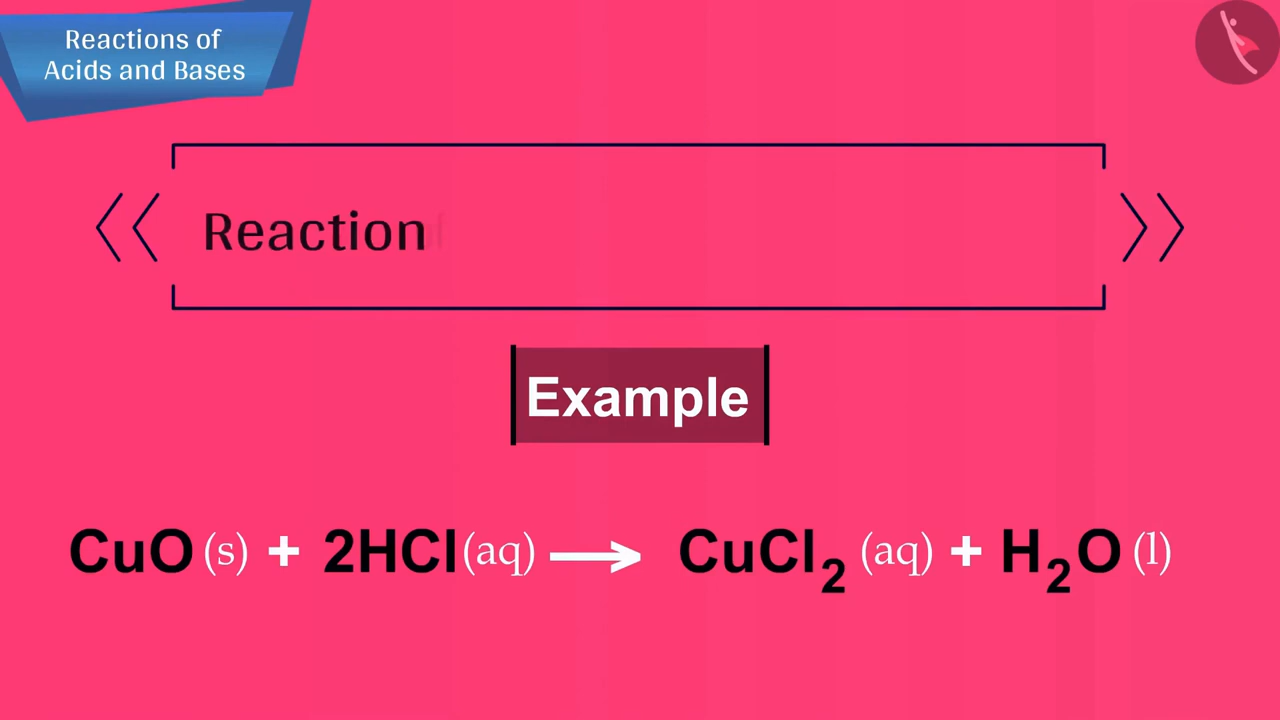 Reactions of
Acids and Bases
Reaction
Example
CuO (s) + 2HCl (aq) ⟶ CuCl₂ (aq) + H₂O (l)